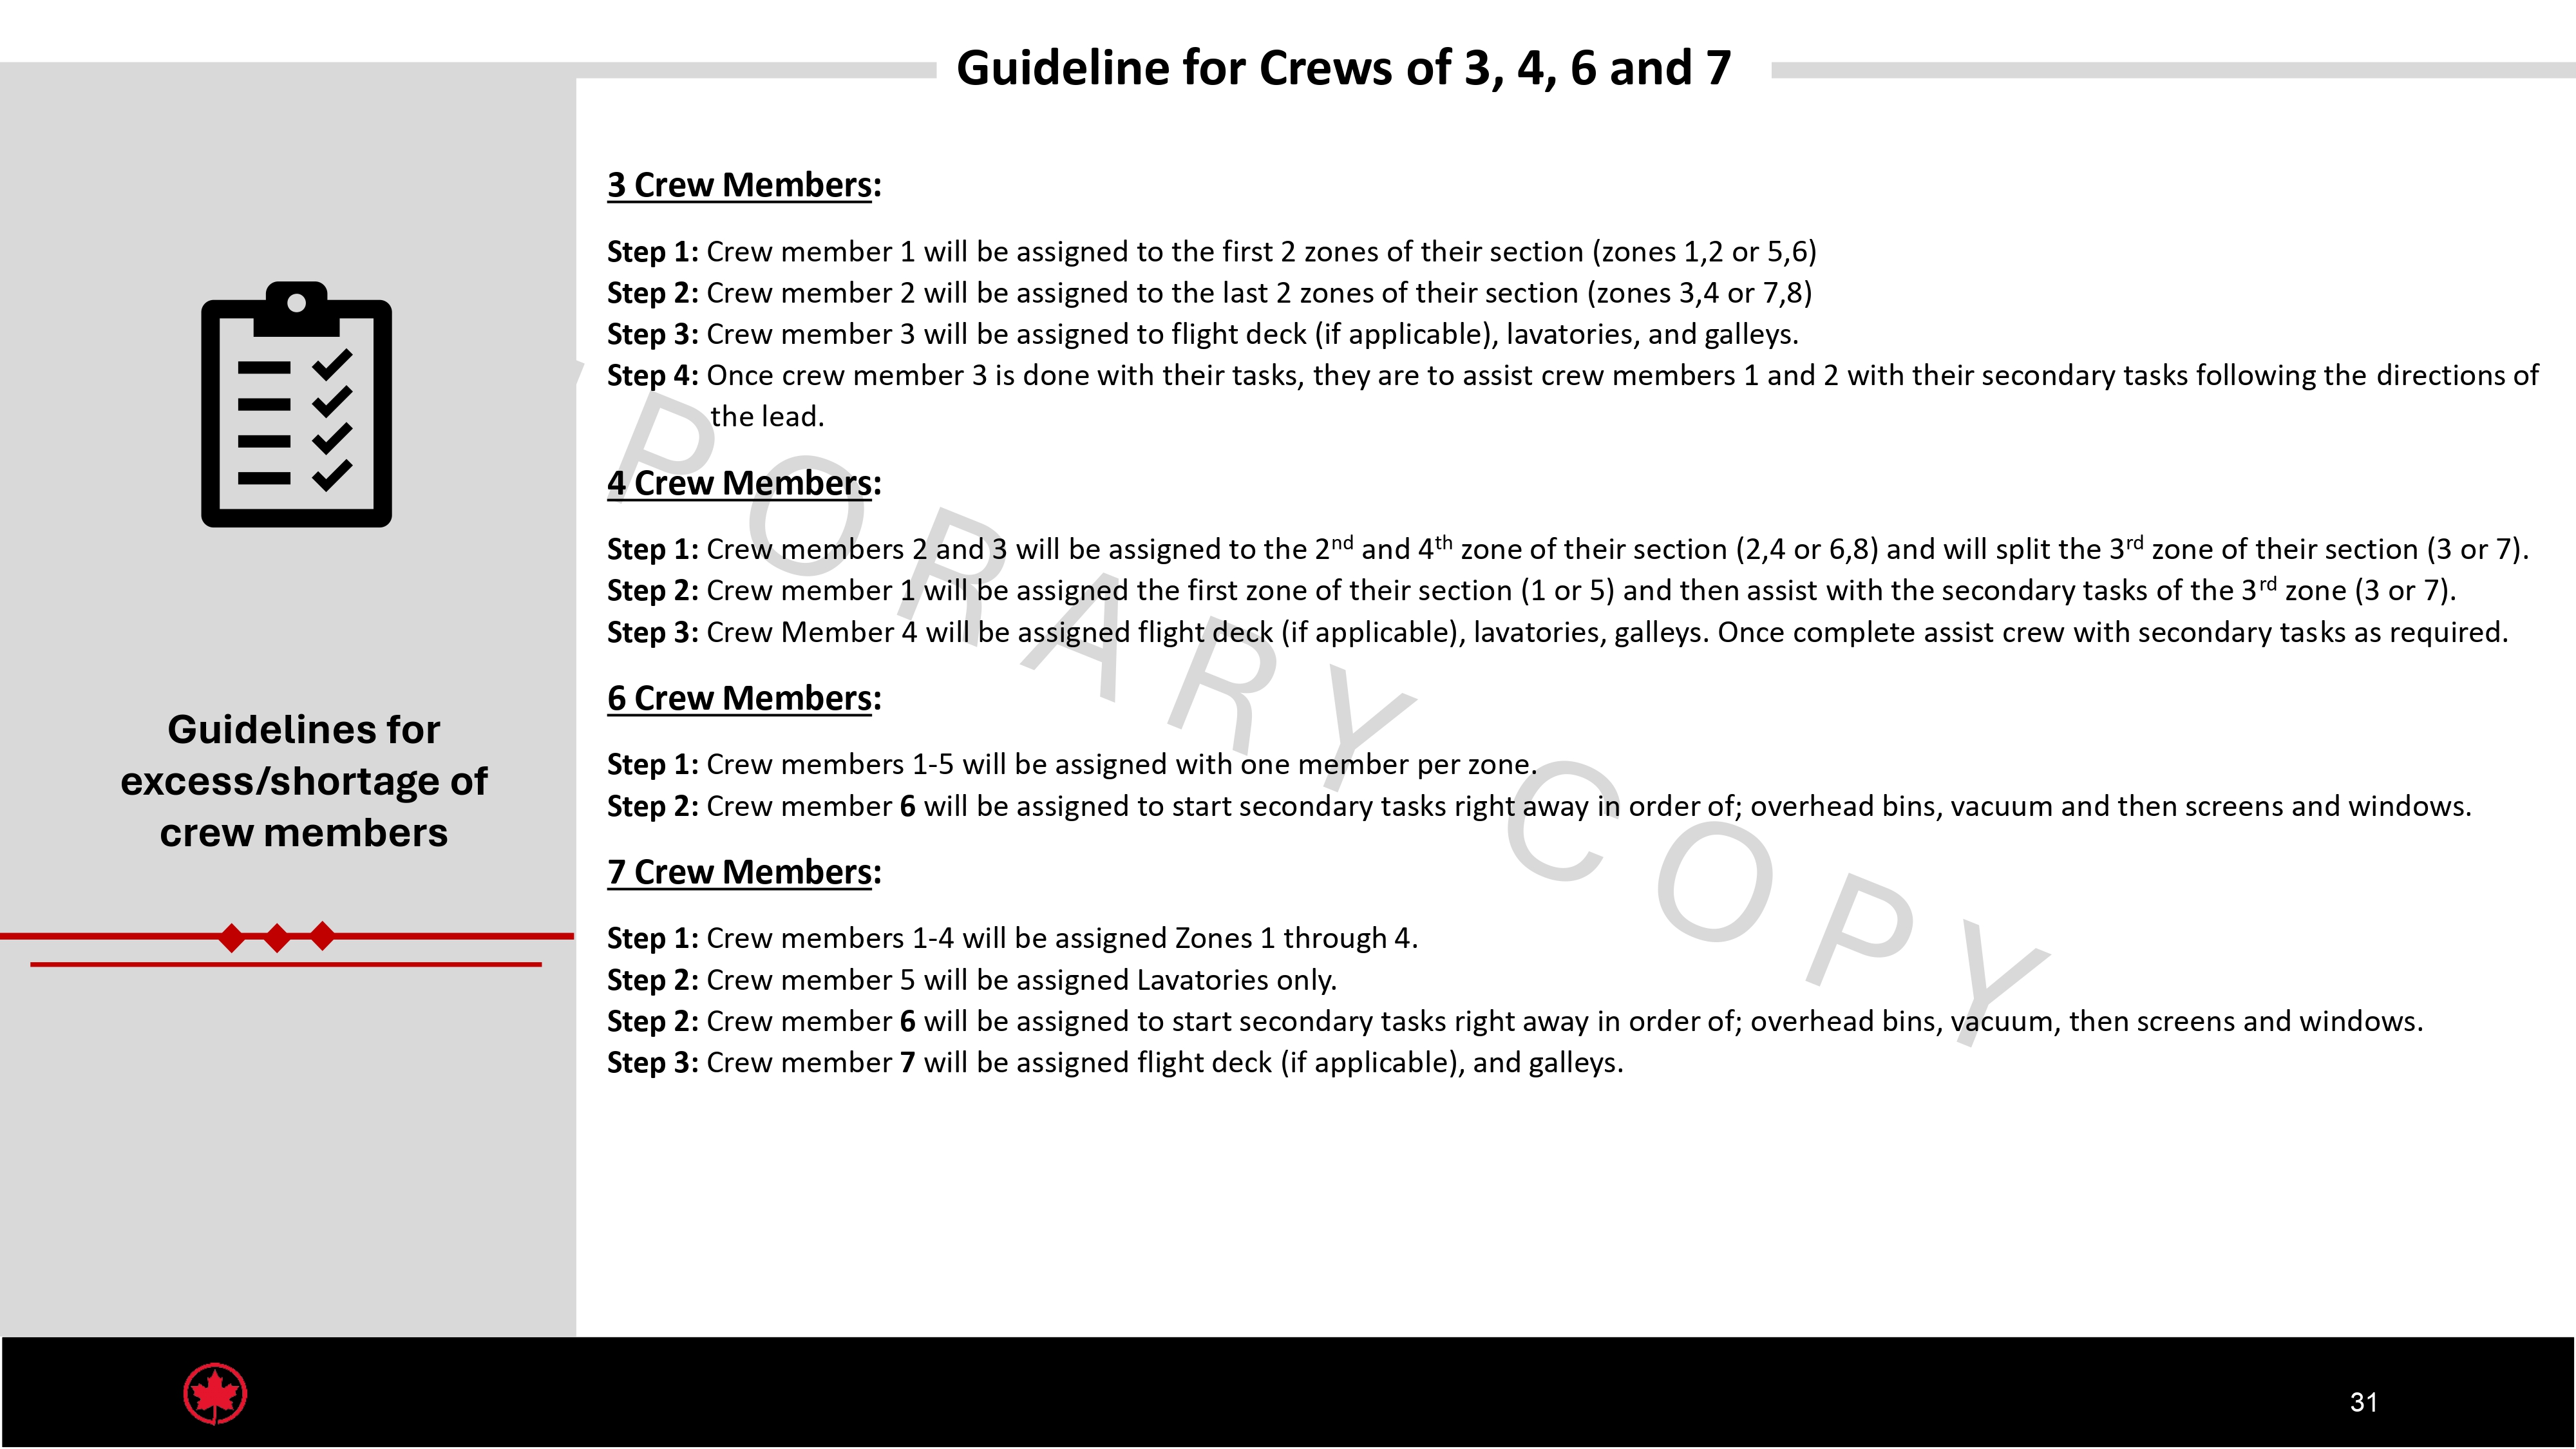 Guideline for Crews of 3, 4, 6 and 7
Guidelines for
excess/shortage of
crew members
3 Crew Members:
Step 1: Crew member 1 will be assigned to the first 2 zones of their section (zones 1,2 or 5,6)
Step 2: Crew member 2 will be assigned to the last 2 zones of their section (zones 3,4 or 7,8)
Step 3: Crew member 3 will be assigned to flight deck (if applicable), lavatories, and galleys.
Step 4: Once crew member 3 is done with their tasks, they are to assist crew members 1 and 2 with their secondary tasks following the directions of
the lead.
4 Crew Members:
Step 1: Crew members 2 and 3 will be assigned to the 2nd and 4th zone of their section (2,4 or 6,8) and will split the 3rd zone of their section (3 or 7).
Step 2: Crew member 1 will be assigned the first zone of their section (1 or 5) and then assist with the secondary tasks of the 3rd zone (3 or 7).
Step 3: Crew Member 4 will be assigned flight deck (if applicable), lavatories, galleys. Once complete assist crew with secondary tasks as required.
6 Crew Members:
Step 1: Crew members 1-5 will be assigned with one member per zone.
Step 2: Crew member 6 will be assigned to start secondary tasks right away in order of; overhead bins, vacuum and then screens and windows.
7 Crew Members:
Step 1: Crew members 1-4 will be assigned Zones 1 through 4.
Step 2: Crew member 5 will be assigned Lavatories only.
Step 2: Crew member 6 will be assigned to start secondary tasks right away in order of; overhead bins, vacuum, then screens and windows.
Step 3: Crew member 7 will be assigned flight deck (if applicable), and galleys.
PORARY COPY
31